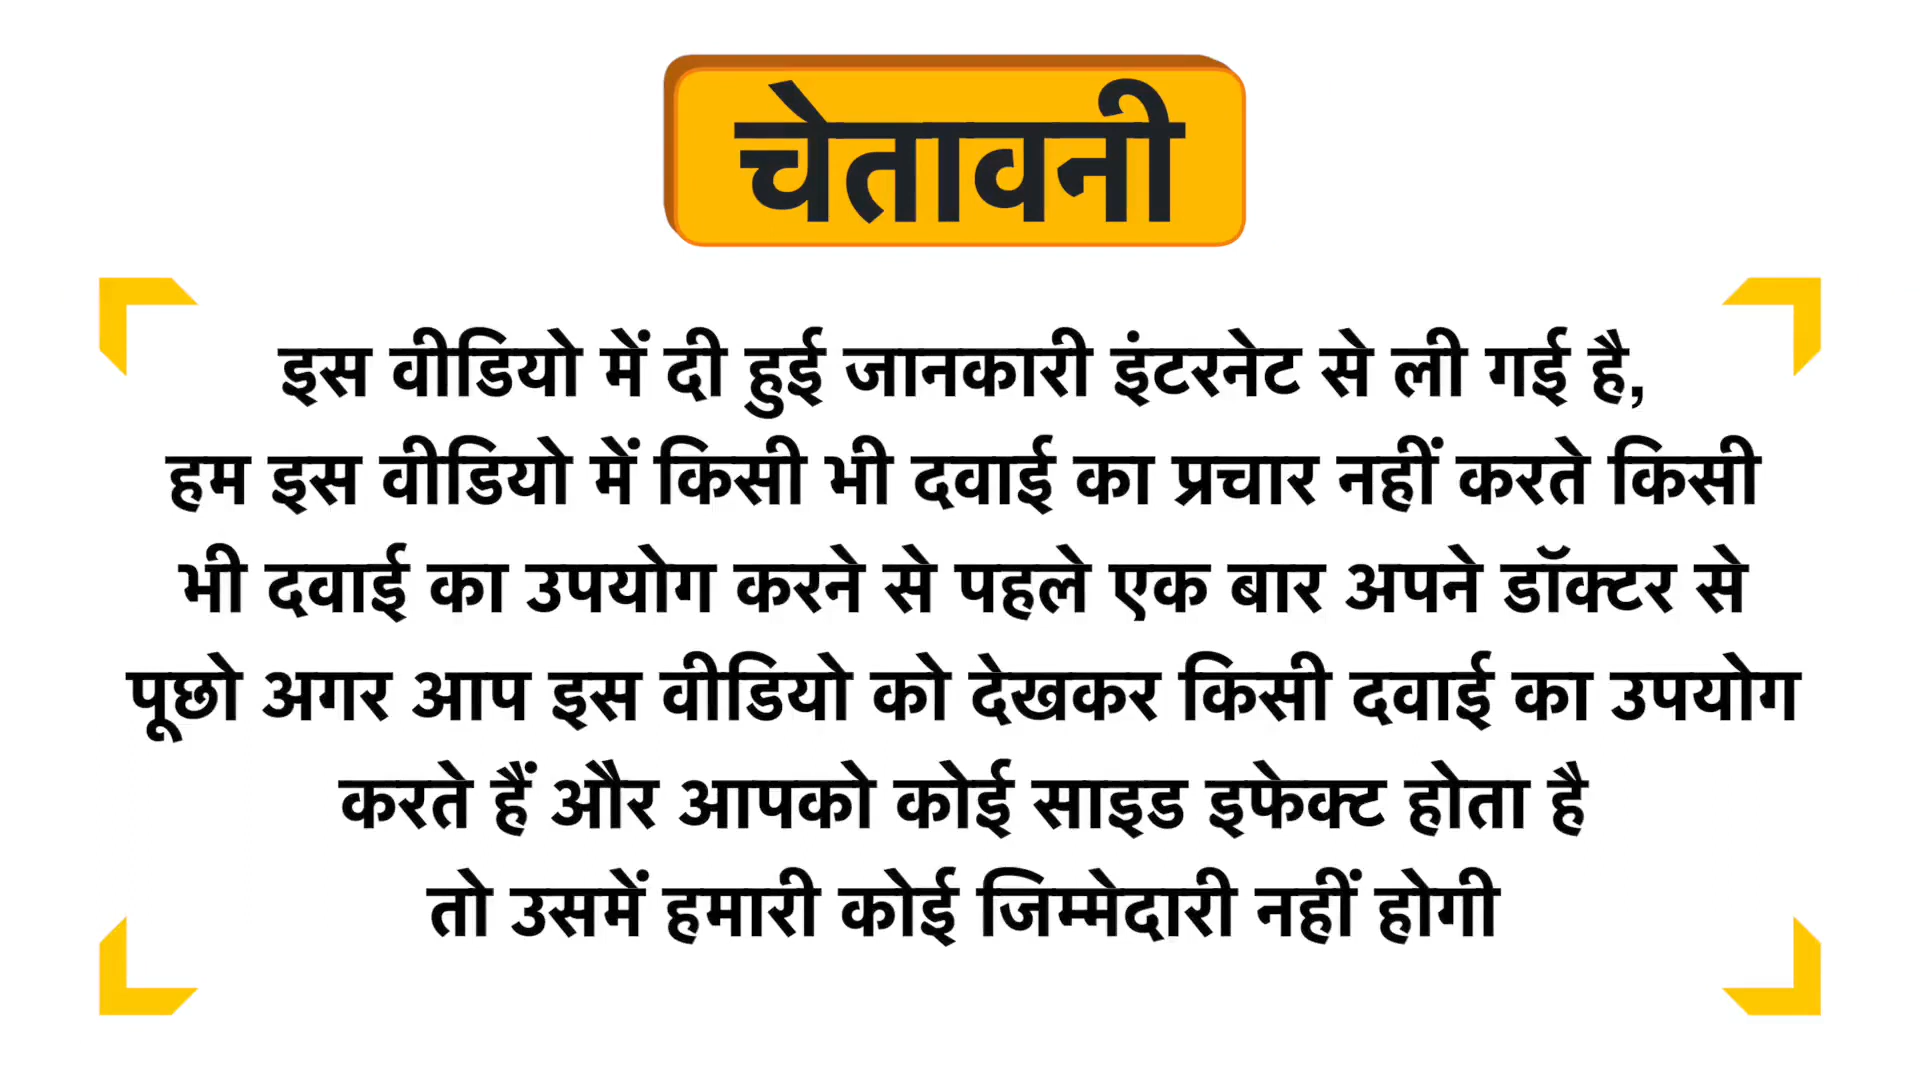 चेतावनी
इस वीडियो में दी हुई जानकारी इंटरनेट से ली गई है,
हम इस वीडियो में किसी भी दवाई का प्रचार नहीं करते किसी
भी दवाई का उपयोग करने से पहले एक बार अपने डॉक्टर से
पूछो अगर आप इस वीडियो को देखकर किसी दवाई का उपयोग
करते हैं और आपको कोई साइड इफेक्ट होता है
तो उसमें हमारी कोई जिम्मेदारी नहीं होगी